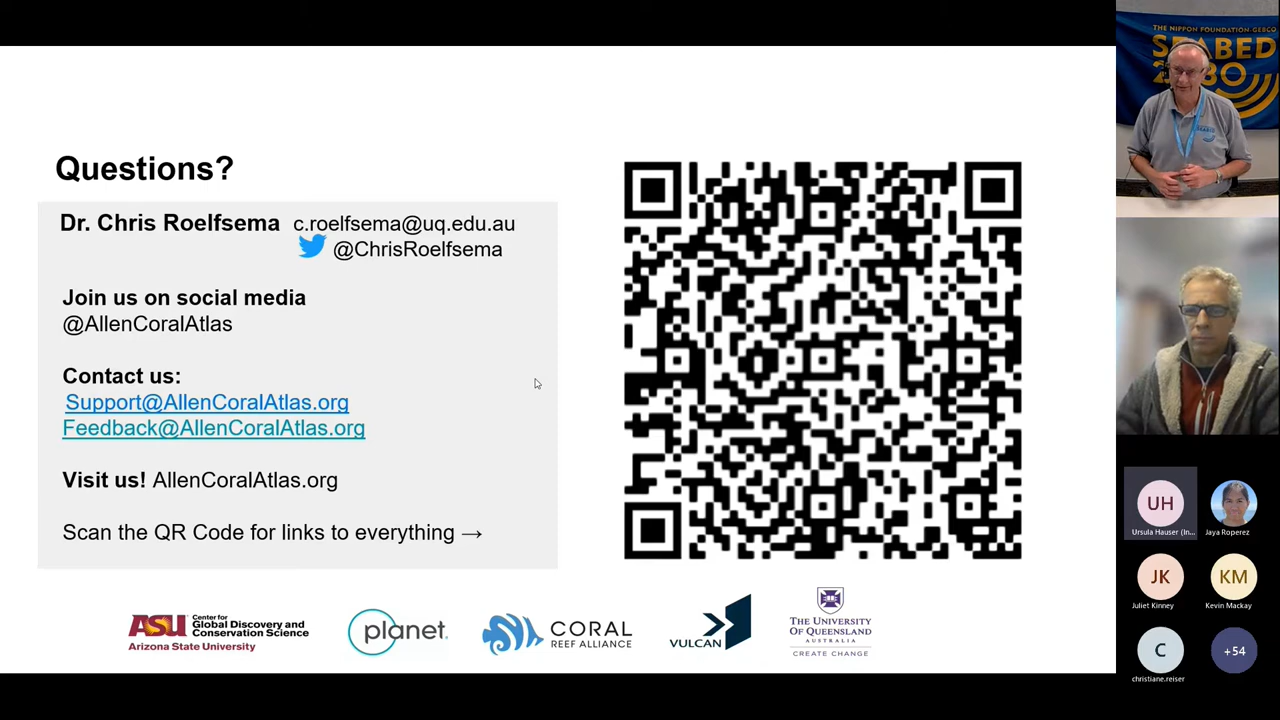 Questions?
Dr. Chris Roelfsema c.roelfsema@uq.edu.au
@ChrisRoelfsema
Join us on social media
@AllenCoralAtlas
Contact us:
Support@AllenCoralAtlas.org
Feedback@AllenCoralAtlas.org
Visit us! AllenCoralAtlas.org
Scan the QR Code for links to everything →
ASU Center for
Global Discovery and
Conservation Science
Arizona State University
planet.
CORAL
REEF ALLIANCE
VULCAN
THE UNIVERSITY
OF QUEENSLAND
AUSTRALIA
CREATE CHANGE
THE NIPPON FOUNDATION-GEBCO
SEABED
UH
Ursula Hauser (In...
Jaya Roperez
JK
Juliet Kinney
KM
Kevin Mackay
C
christiane.reiser
+54